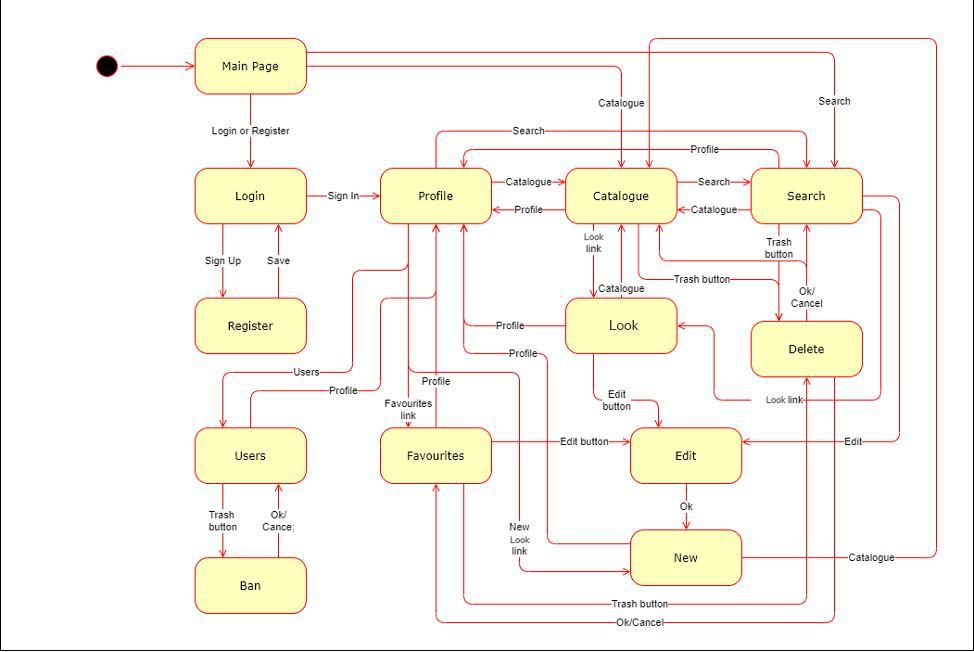 Main Page
Catalogue
Search
Login or Register
Search
Profile
Login
Sign In
Profile
Catalogue
Profile
Catalogue
Search
Catalogue
Search
Sign Up
Save
Look
link
Trash
button
Trash button
Catalogue
Ok/
Cancel
Register
Profile
Look
Delete
Profile
Users
Profile
Profile
Favourites
link
Edit
button
Look link
Users
Favourites
Edit button
Edit
Edit
Trash
button
Ok/
Cance;
Ok
New
Look
link
Ban
New
Catalogue
Trash button
Ok/Cancel